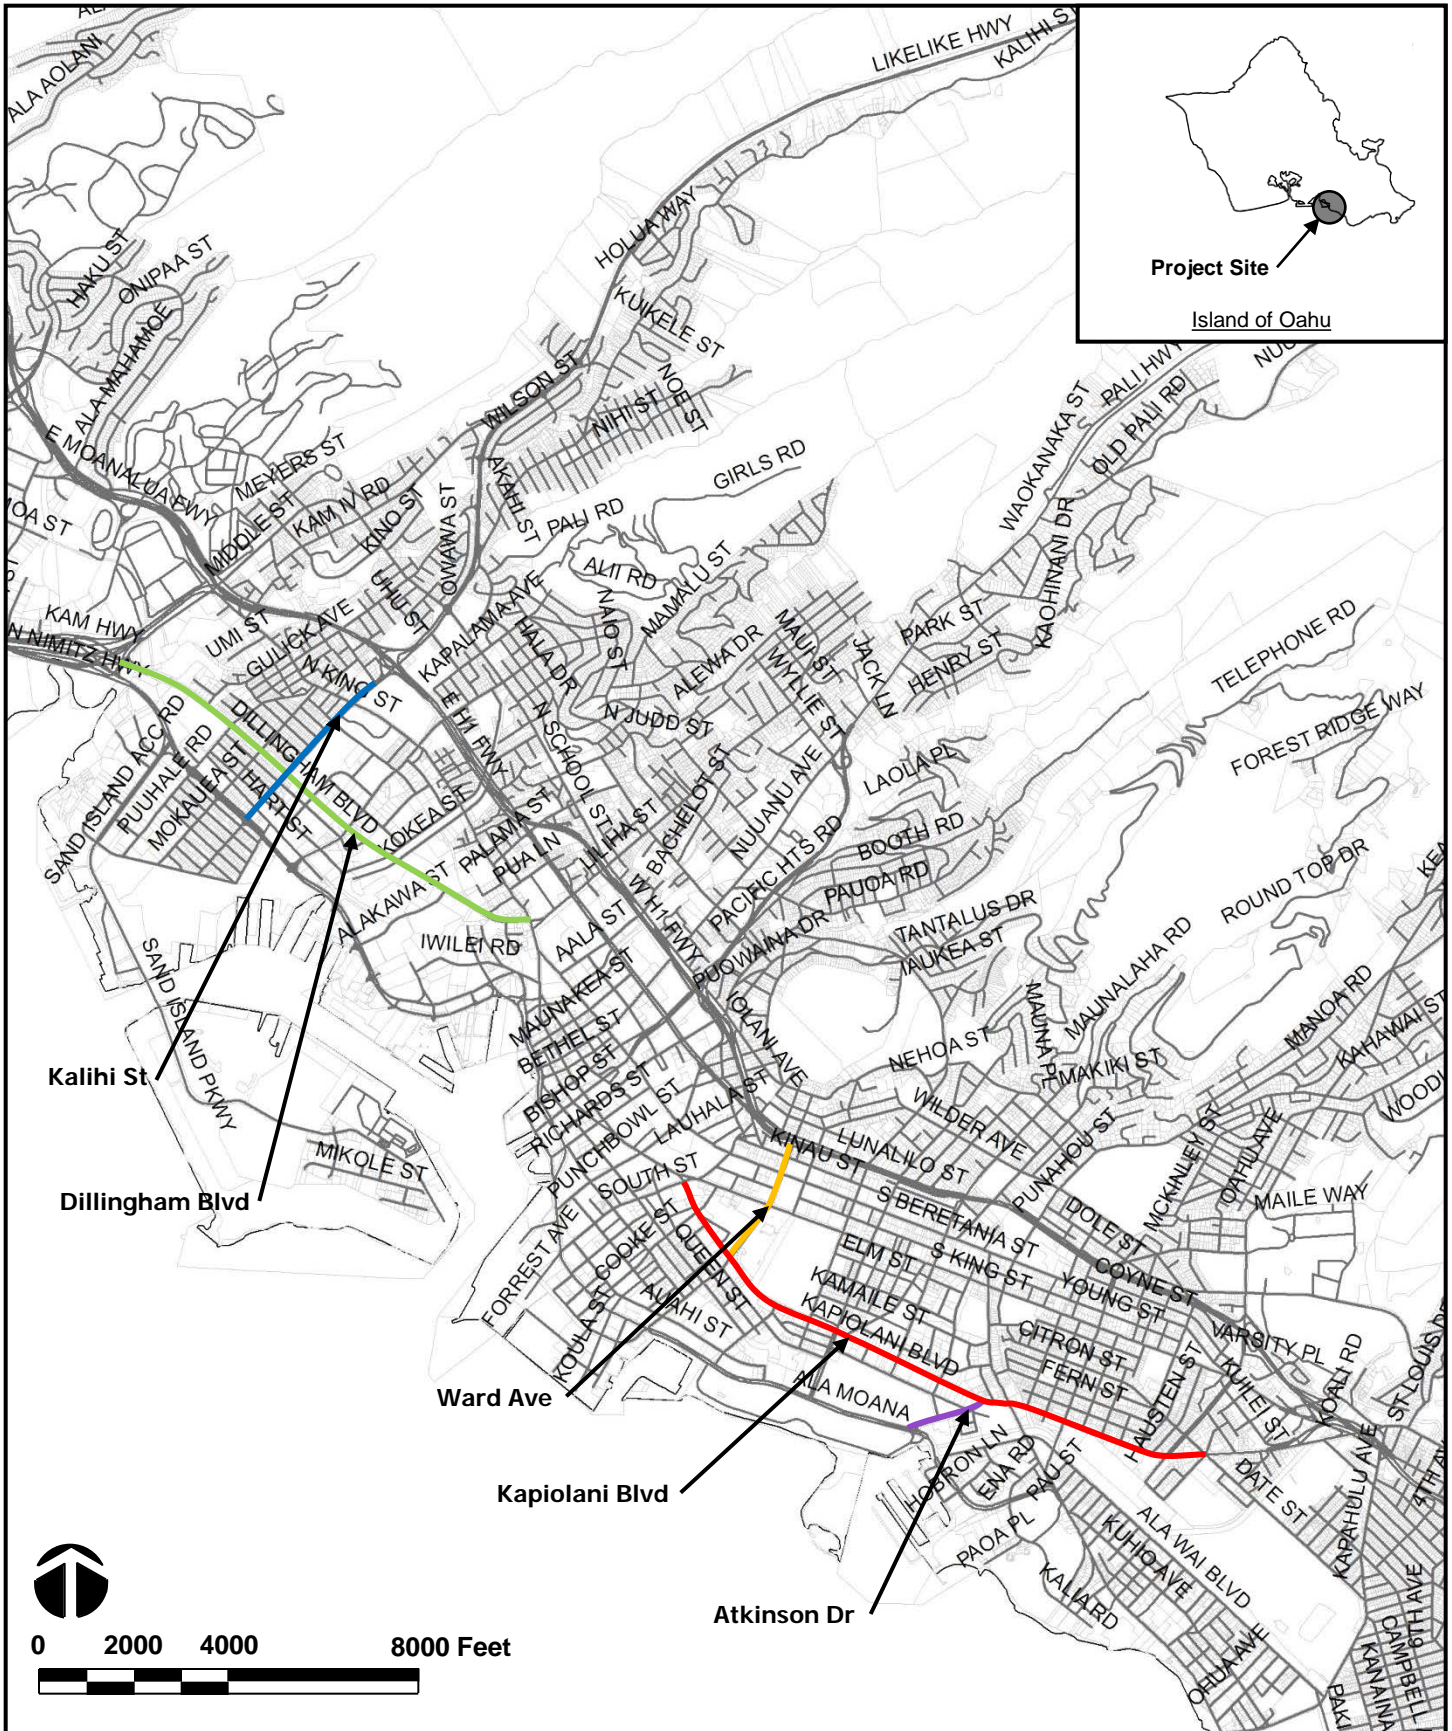 ALA AOLANI
LIKELIKE HWY
KALIHI ST
Project Site
Island of Oahu
HOLUA WAY
HAKU ST
ONIPAA ST
ALA MAHAMOE
KUIKELE ST
PALI HWY
WILSON ST
NOE ST
NIHI ST
WAOKANAKA ST
OLD PALI RD
E MOANALUA FWY
MEYERS ST
GIRLS RD
AKAHI ST
KAM IV RD
MIDDLE ST
KINO ST
OWAWA ST
PALI RD
KAOHINANI DR
ALII RD
MAMALU ST
UHU ST
KAM HWY
N NIMITZ HWY
UMI ST
GULICK AVE
KAPALAMA AVE
HALA DR
NAIO ST
MAUI ST
WYLLIE ST
JACK LN
PARK ST
HENRY ST
TELEPHONE RD
N KING ST
ALEWA DR
E H1 FWY
N SCHOOL ST
N JUDD ST
FOREST RIDGE WAY
SAND ISLAND ACC RD
PUUHALE RD
MOKAUEA ST
DILLINGHAM BLVD
HART ST
KOKEA ST
PALAMA ST
PUA LN
LILIHA ST
BACHELOT ST
NUUANU AVE
LAOLA PL
BOOTH RD
PAUOA RD
PACIFIC HTS RD
ROUND TOP DR
ALAKAWA ST
IWILEI RD
AALA ST
W H1 FWY
PUOWAINA DR
TANTALUS DR
IAUKEA ST
MAUNALAHA RD
MANOA RD
SAND ISLAND PKWY
MAUNAKEA ST
BETHEL ST
BISHOP ST
RICHARDS ST
PUNCHBOWL ST
LAUHALA ST
IOLANI AVE
NEHOA ST
MAUNA PL
MAKIKI ST
KAHAWAI ST
Kalihi St
MIKOLE ST
SOUTH ST
KINAU ST
LUNALILO ST
WILDER AVE
PUNAHOU ST
MCKINLEY ST
OAHU AVE
MAILE WAY
Dillingham Blvd
FORREST AVE
COOKE ST
QUEEN ST
S BERETANIA ST
DOLE ST
ELM ST
S KING ST
COYNE ST
YOUNG ST
KOULA ST
AUAHI ST
KAMAILE ST
KAPIOLANI BLVD
CITRON ST
FERN ST
VARSITY PL
KOALI RD
KUILEI ST
HAUSTEN ST
Ward Ave
ALA MOANA
HOBRON LN
ENA RD
PAU ST
DATE ST
KAPAHULU AVE
Kapiolani Blvd
PAOA PL
KUHIO AVE
ALA WAI BLVD
KALIA RD
6TH AVE
Atkinson Dr
OHUA AVE
CAMPBELL
0 2000 4000 8000 Feet